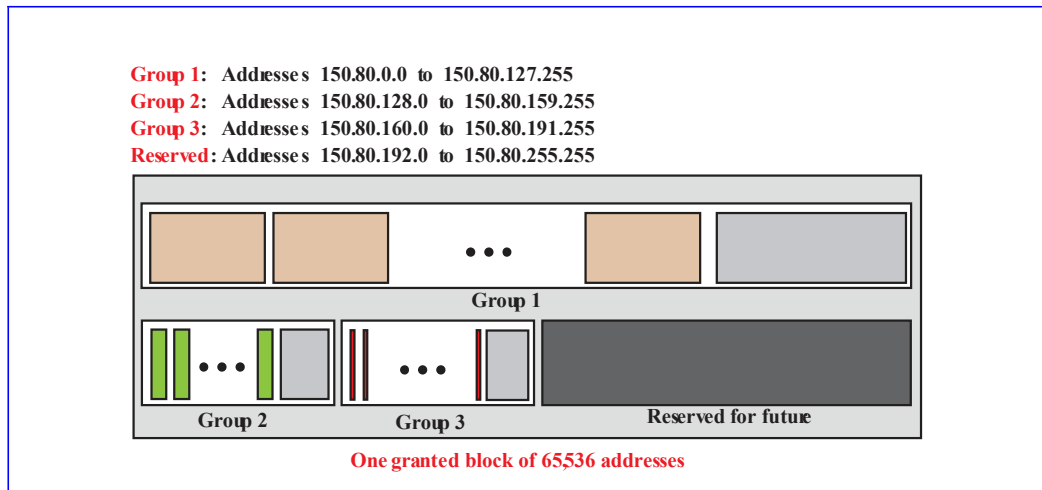 Group 1: Addresses 150.80.0.0 to 150.80.127.255
Group 2: Addresses 150.80.128.0 to 150.80.159.255
Group 3: Addresses 150.80.160.0 to 150.80.191.255
Reserved: Addresses 150.80.192.0 to 150.80.255.255
Group 1
Group 2
Group 3
Reserved for future
One granted block of 65,536 addresses